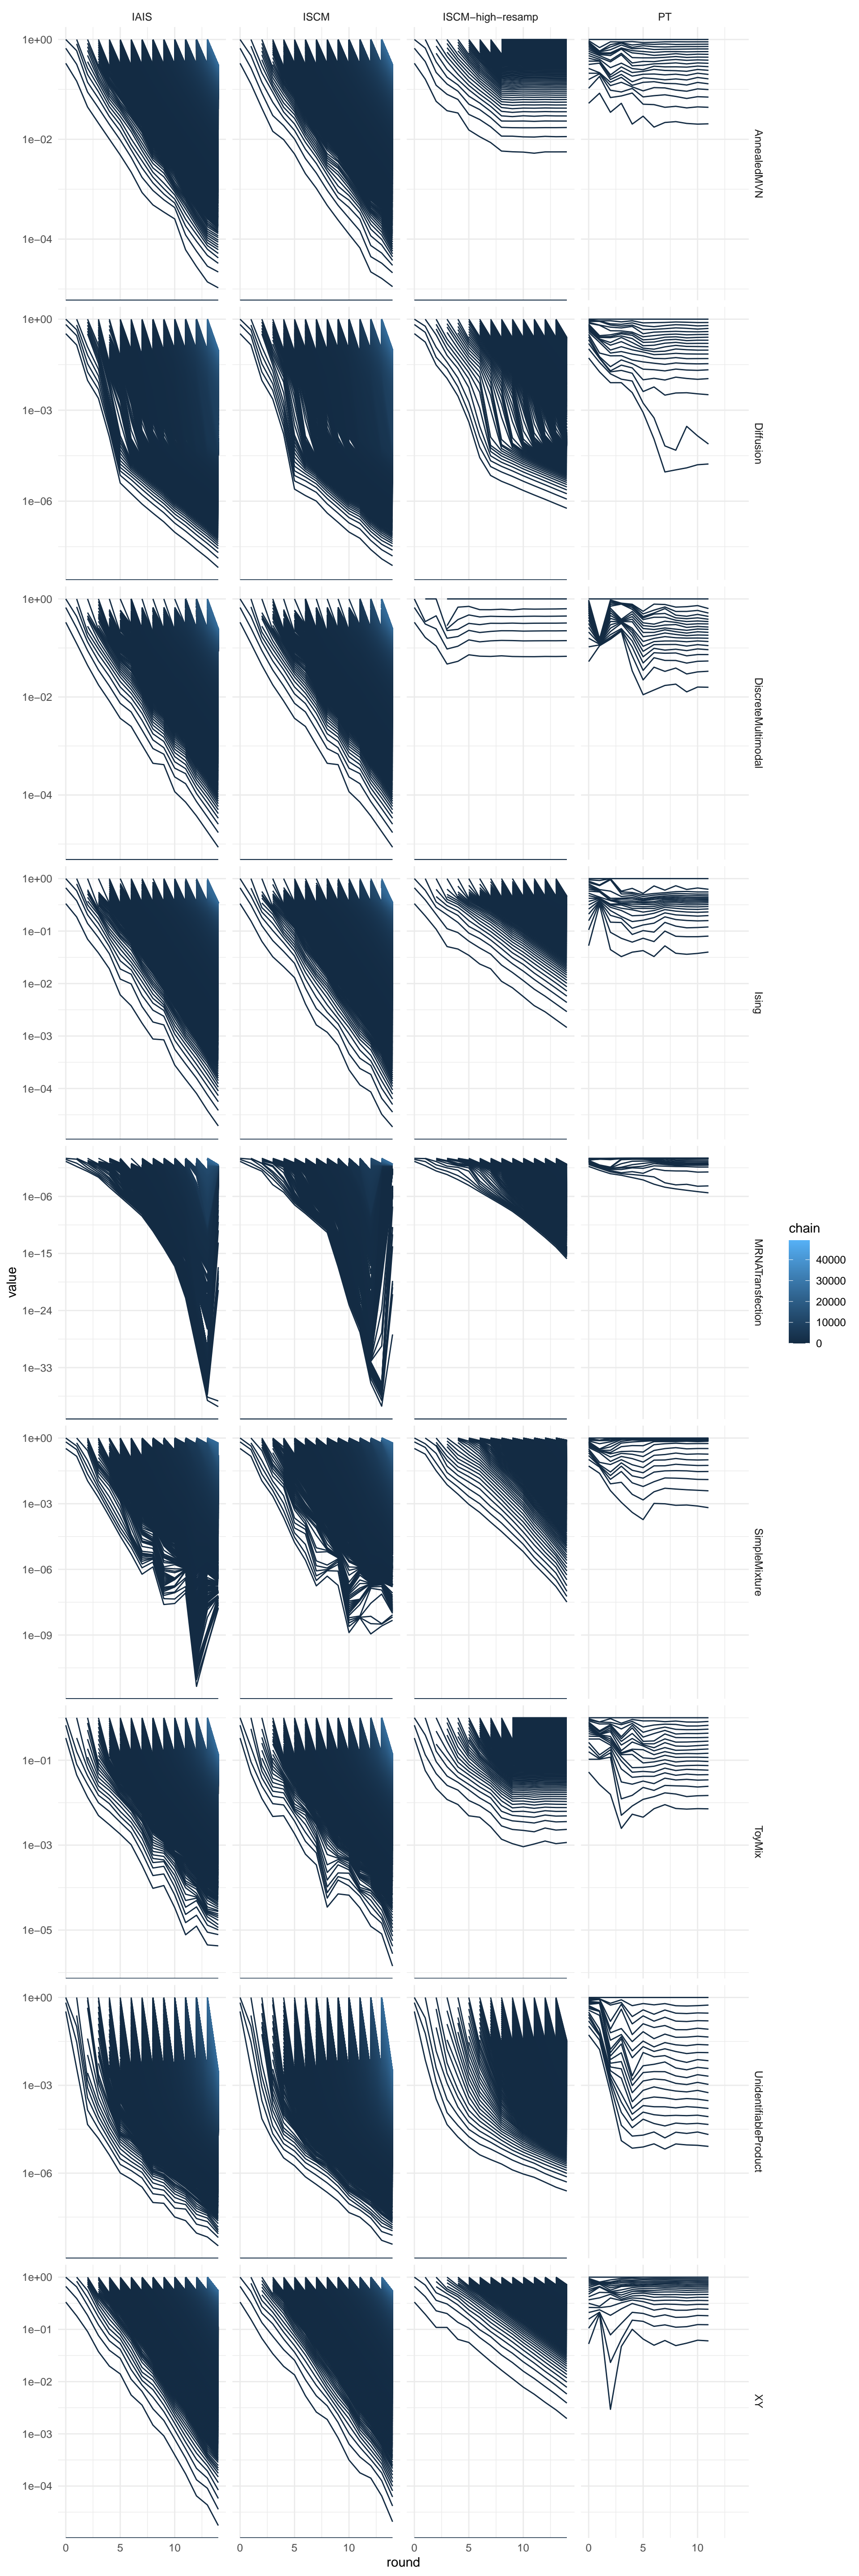 IAIS ISCM ISCM−high−resamp PT
1e+00
1e−02
1e−04
AnnealedMVN
1e+00
1e−03
1e−06
Diffusion
1e+00
1e−02
1e−04
DiscreteMultimodal
1e+00
1e−01
1e−02
1e−03
1e−04
Ising
1e−06
1e−15
1e−24
1e−33
MRNATransfection
1e+00
1e−03
1e−06
1e−09
SimpleMixture
1e−01
1e−03
1e−05
ToyMix
1e+00
1e−03
1e−06
UnidentifiableProduct
1e+00
1e−01
1e−02
1e−03
1e−04
XY
0 5 10 0 5 10 0 5 10 0 5 10
round
value
chain
40000
30000
20000
10000
0